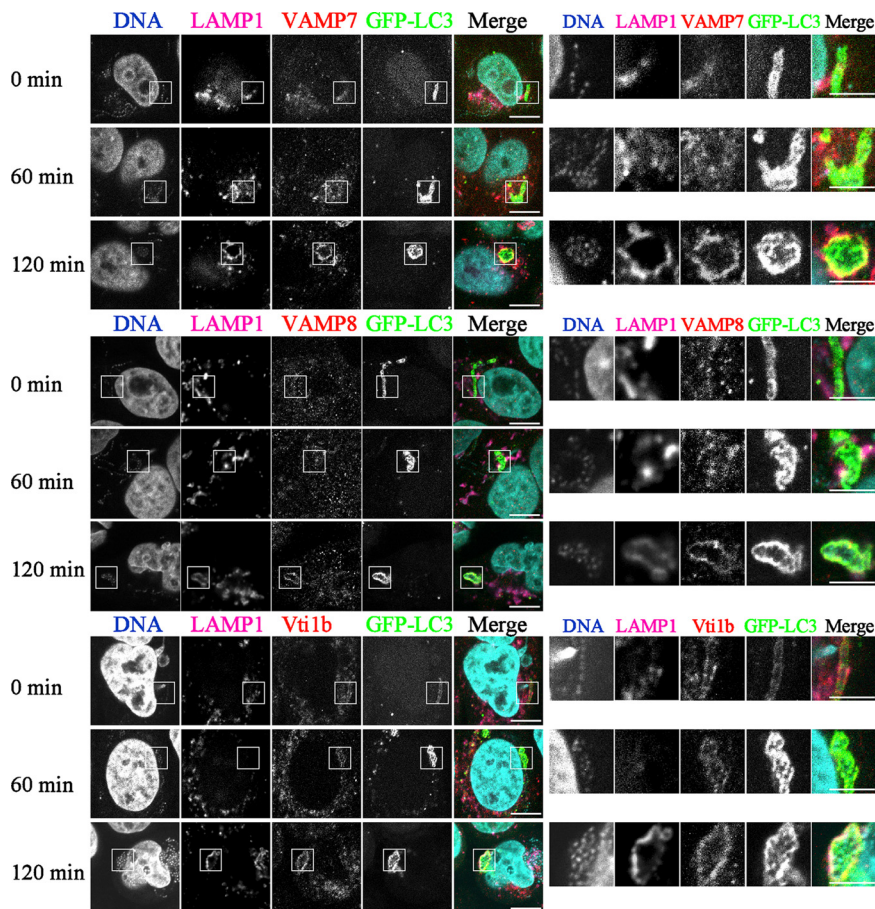 DNA LAMP1 VAMP7 GFP-LC3 Merge DNA LAMP1 VAMP7 GFP-LC3 Merge
0 min
60 min
120 min
DNA LAMP1 VAMP8 GFP-LC3 Merge DNA LAMP1 VAMP8 GFP-LC3 Merge
0 min
60 min
120 min
DNA LAMP1 Vti1b GFP-LC3 Merge DNA LAMP1 Vti1b GFP-LC3 Merge
0 min
60 min
120 min